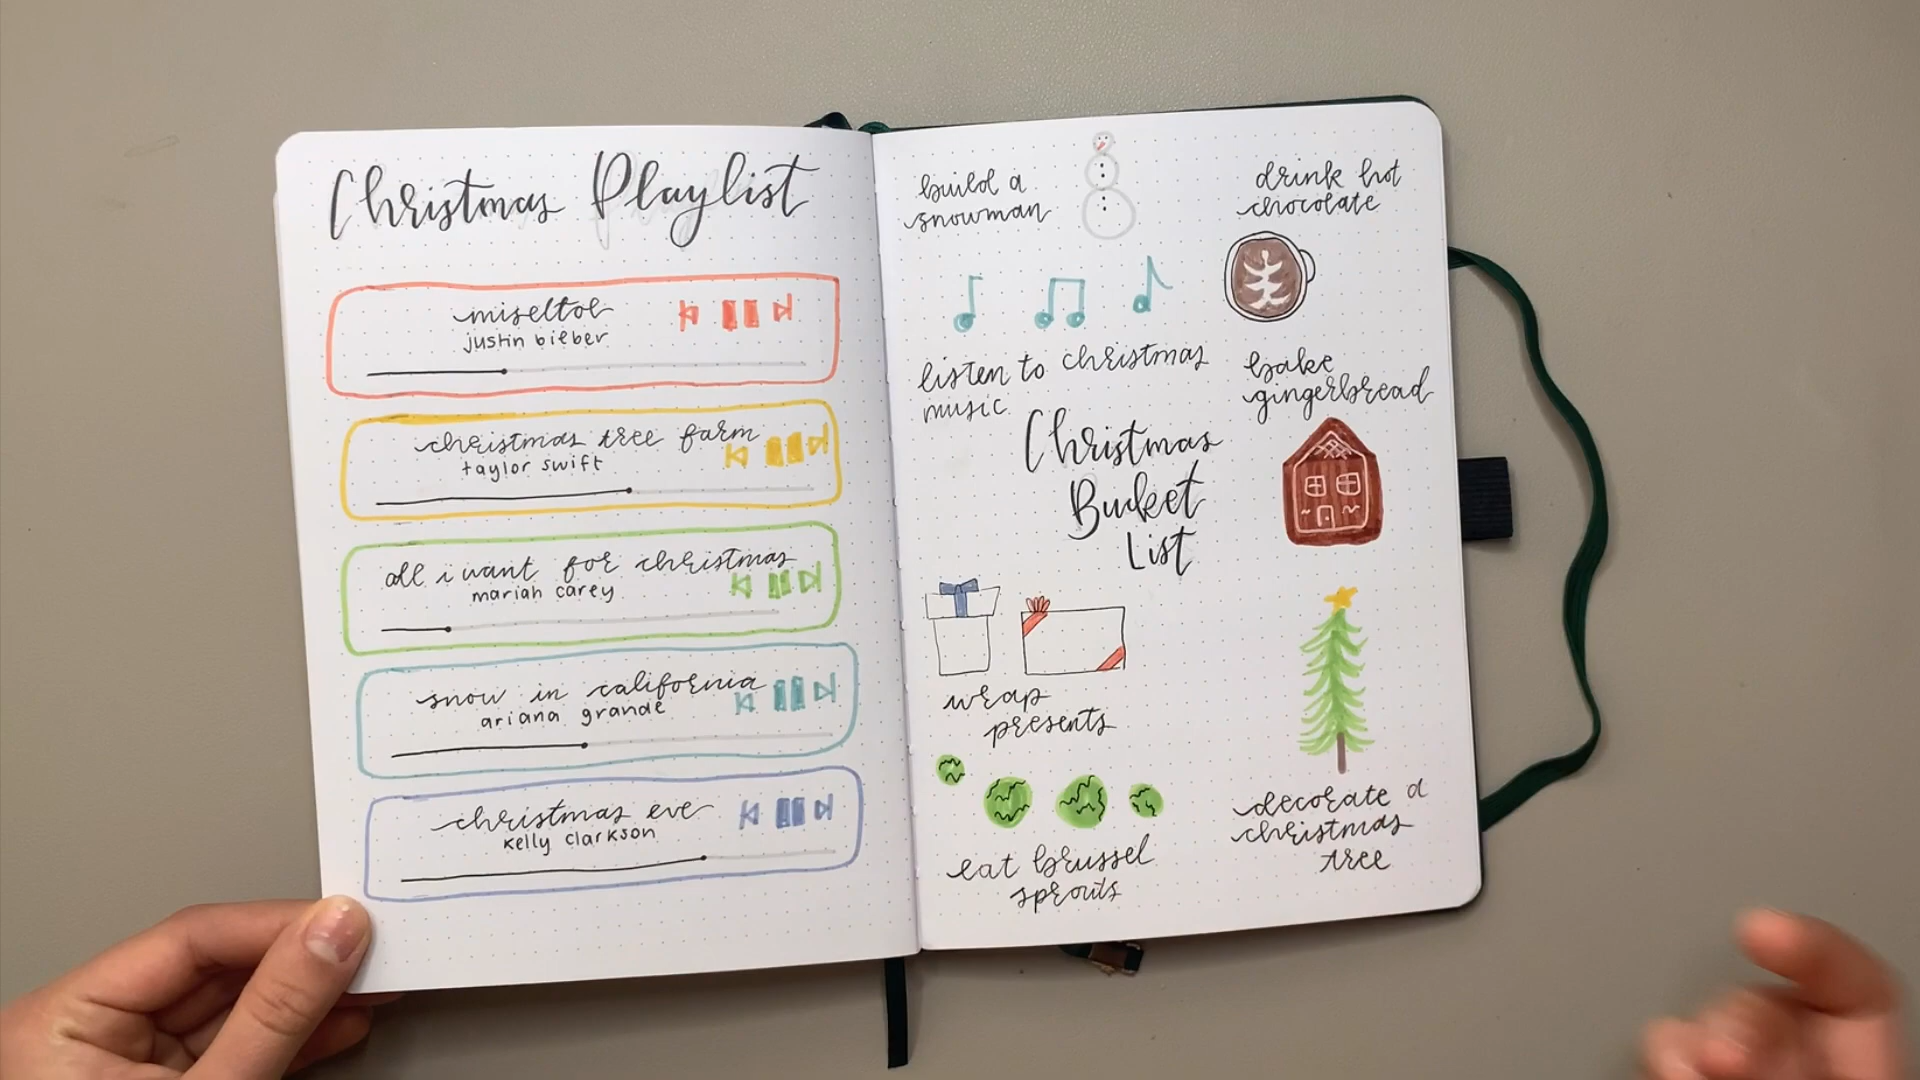 Christmas Playlist
miseltoe
justin bieber
christmas tree farm
taylor swift
all i want for christmas
mariah carey
snow in california
ariana grande
christmas eve
kelly clarkson
build a
snowman
drink hot
chocolate
listen to christmas
music
bake
gingerbread
Christmas
Bucket
List
wrap
presents
eat brussel
sprouts
decorate a
christmas
tree